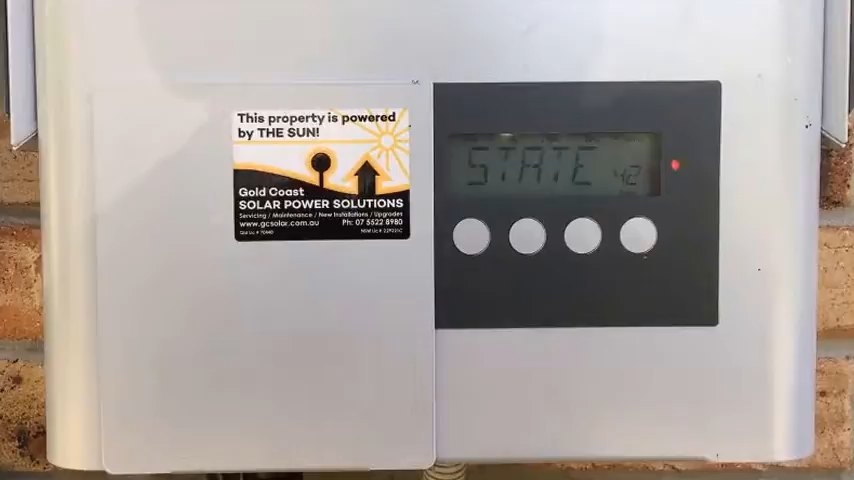 This property is powered
by THE SUN!
Gold Coast
SOLAR POWER SOLUTIONS
Servicing / Maintenance / New Installations / Upgrades
www.gcsolar.com.au Ph: 07 5522 8980
STATE 42